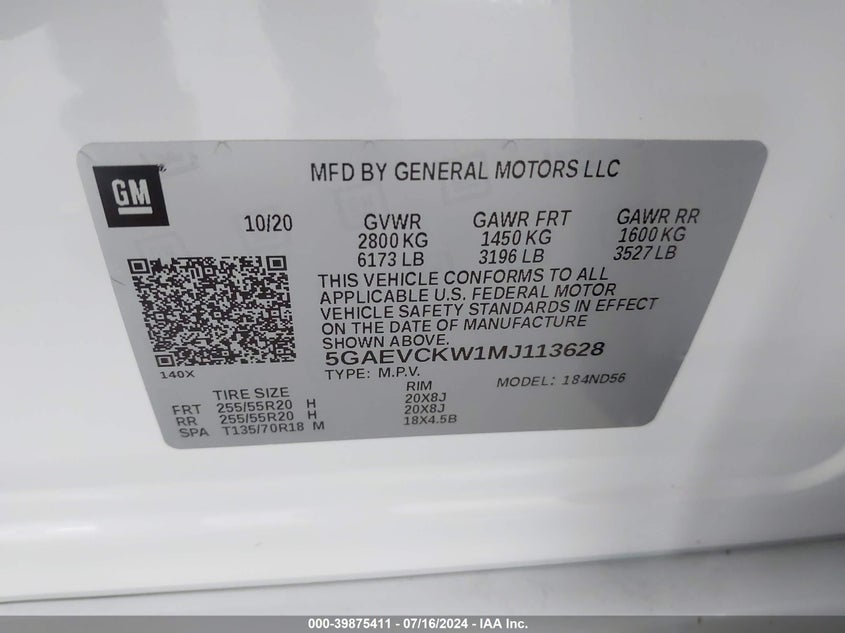 GM
MFD BY GENERAL MOTORS LLC
10/20 GVWR GAWR FRT GAWR RR
2800 KG 1450 KG 1600 KG
6173 LB 3196 LB 3527 LB
THIS VEHICLE CONFORMS TO ALL
APPLICABLE U.S. FEDERAL MOTOR
VEHICLE SAFETY STANDARDS IN EFFECT
ON THE DATE OF MANUFACTURE
SHOWN ABOVE.
140X
5GAEVCKW1MJ113628
TYPE: M.P.V. MODEL: 184ND56
TIRE SIZE RIM
FRT 255/55R20 H 20X8J
RR 255/55R20 H 20X8J
SPA T135/70R18 M 18X4.5B
000-39875411 - 07/16/2024 - IAA Inc.